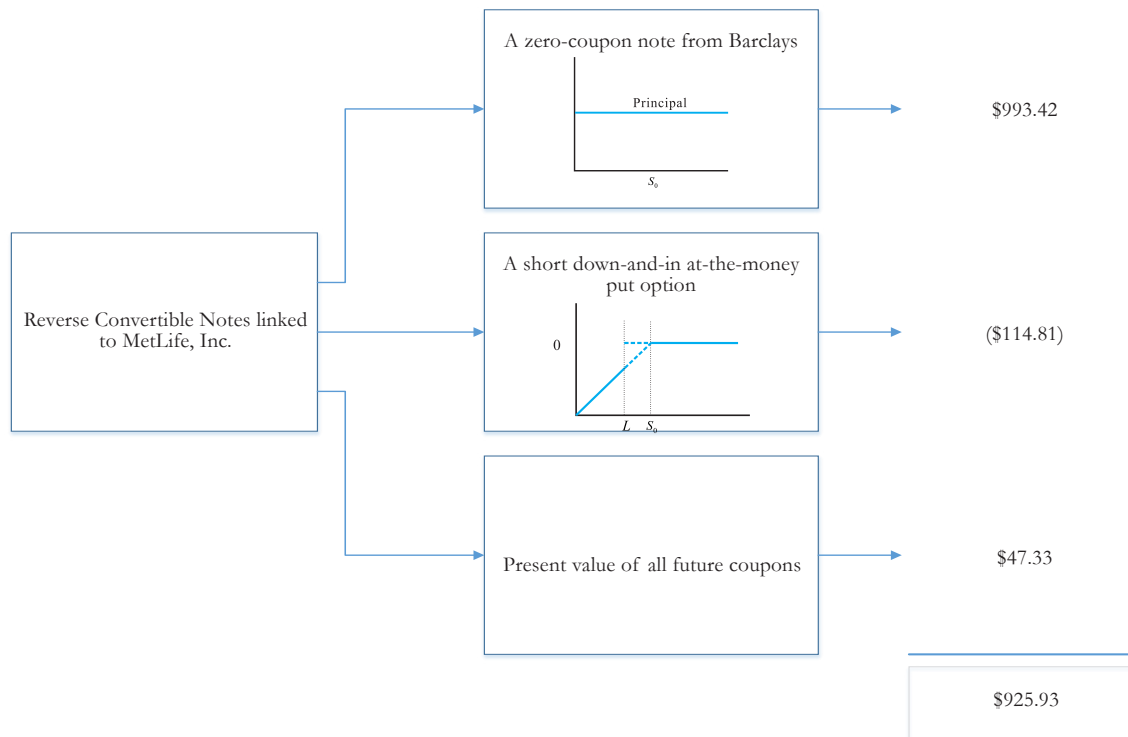 A zero-coupon note from Barclays
Principal
S₀
$993.42
Reverse Convertible Notes linked
to MetLife, Inc.
A short down-and-in at-the-money
put option
0
L S₀
($114.81)
Present value of all future coupons
$47.33
$925.93